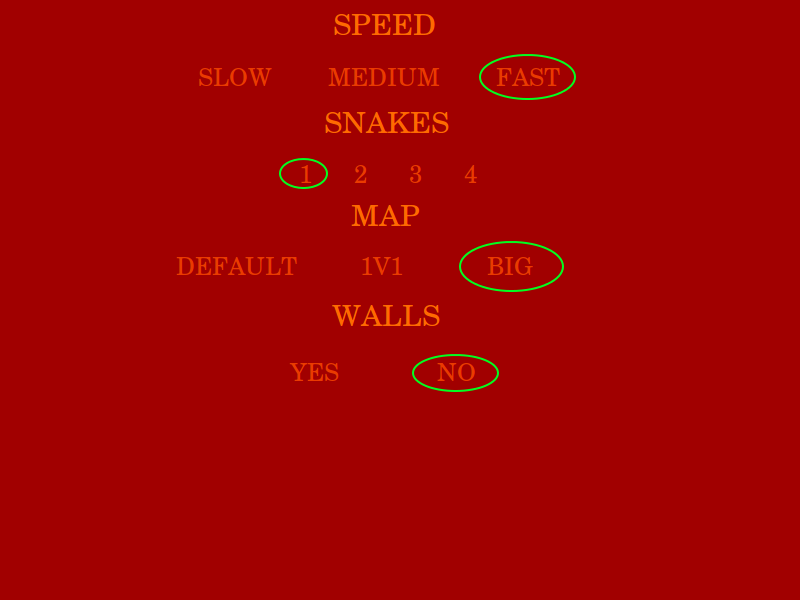 SPEED
SLOW MEDIUM FAST
SNAKES
1 2 3 4
MAP
DEFAULT 1V1 BIG
WALLS
YES NO